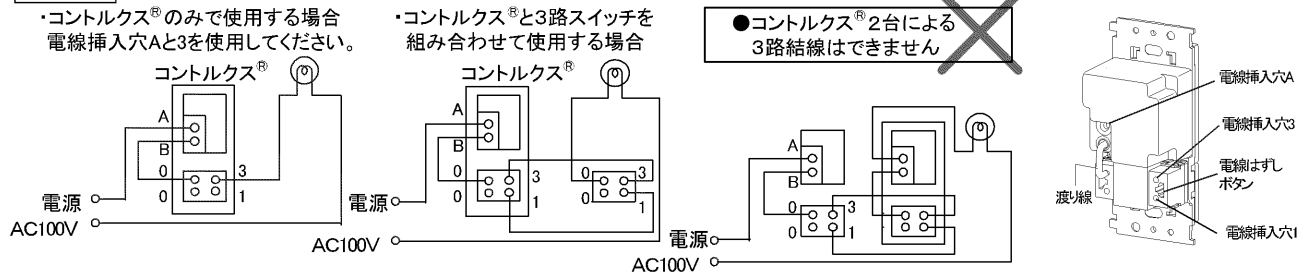 ・コントルクス®のみで使用する場合
電線挿入穴Aと3を使用してください。
コントルクス®
A
B
0
3
0
1
電源
AC100V
・コントルクス®と3路スイッチを
組み合わせて使用する場合
コントルクス®
A
B
0
3
0
1
0
3
0
1
電源
AC100V
●コントルクス®2台による
3路結線はできません
A
B
0
3
0
1
電源
AC100V
電線挿入穴A
電線挿入穴3
電線はずし
ボタン
渡り線
電線挿入穴1